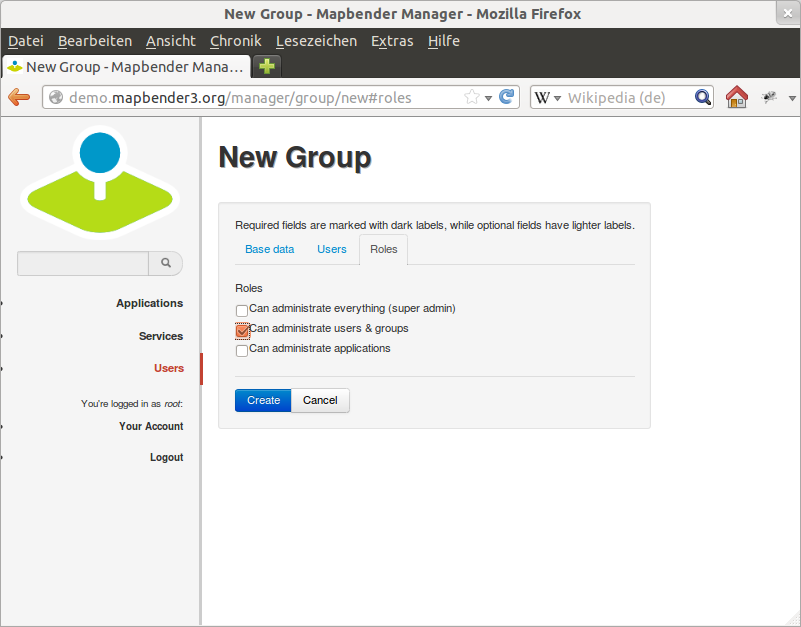 New Group - Mapbender Manager - Mozilla Firefox
Datei Bearbeiten Ansicht Chronik Lesezeichen Extras Hilfe
New Group - Mapbender Mana...
demo.mapbender3.org/manager/group/new#roles
W Wikipedia (de)
New Group
Required fields are marked with dark labels, while optional fields have lighter labels.
Base data Users Roles
Roles
Can administrate everything (super admin)
Can administrate users & groups
Can administrate applications
Create Cancel
Applications
Services
Users
You're logged in as root:
Your Account
Logout